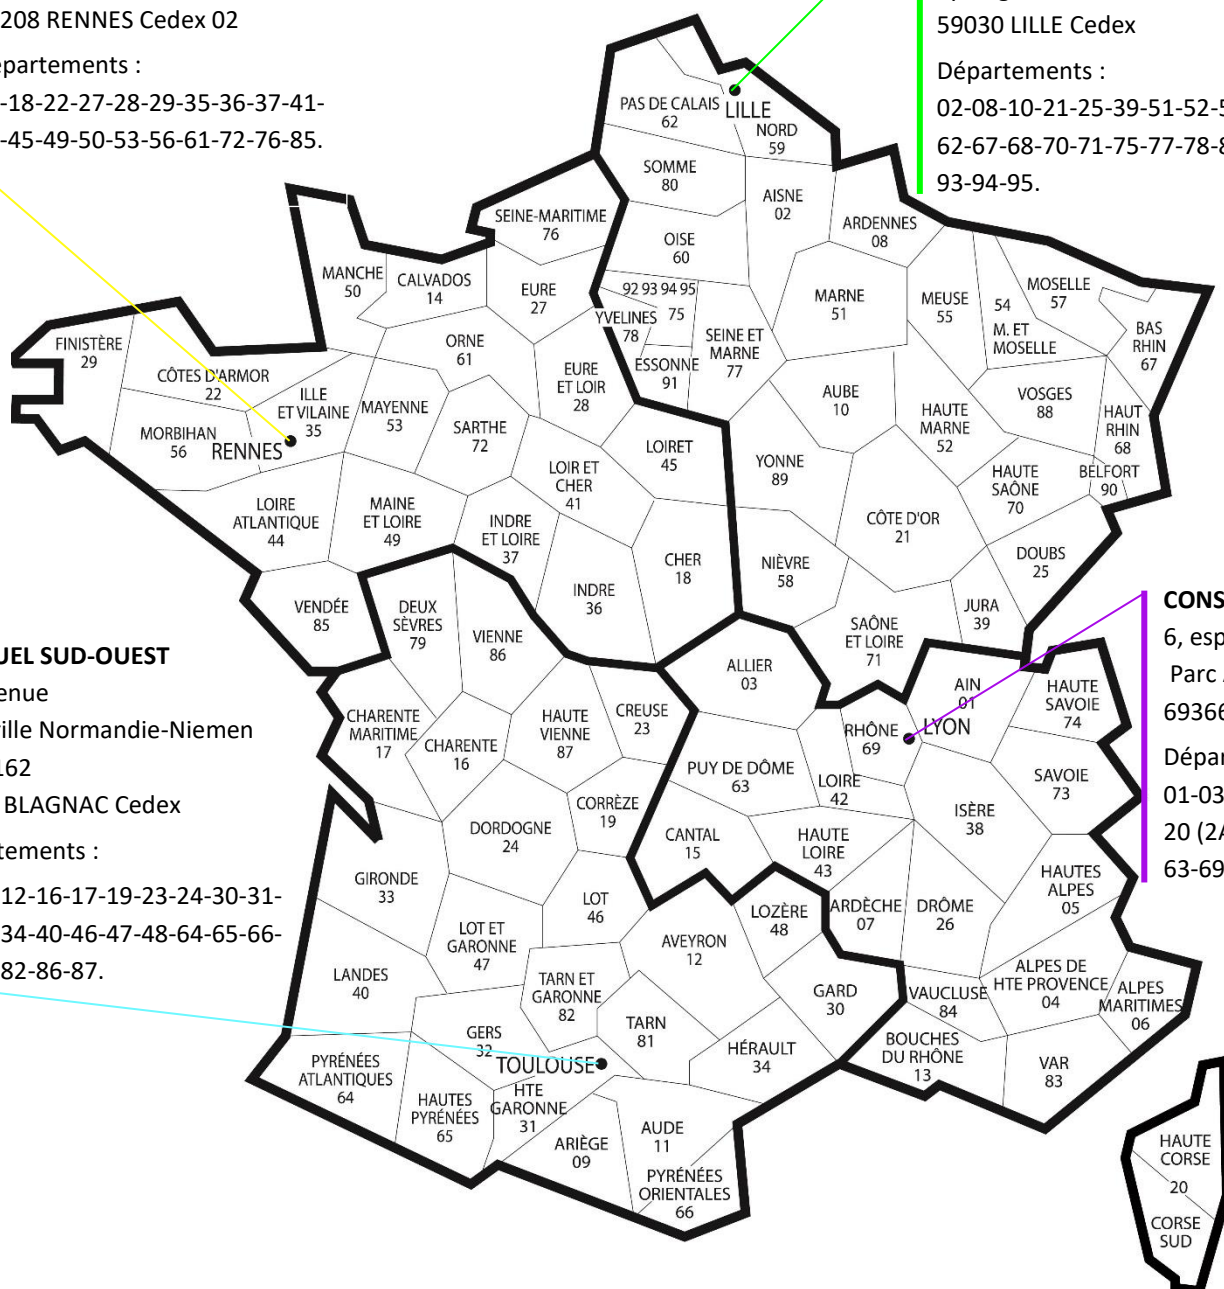 208 RENNES Cedex 02
épartements :
-18-22-27-28-29-35-36-37-41-
-45-49-50-53-56-61-72-76-85.
59030 LILLE Cedex
Départements :
02-08-10-21-25-39-51-52-5
62-67-68-70-71-75-77-78-8
93-94-95.
PAS DE CALAIS
62
LILLE
NORD
59
SOMME
80
AISNE
02
ARDENNES
08
SEINE-MARITIME
76
OISE
60
MANCHE
50
CALVADOS
14
EURE
27
92 93 94 95
75
YVELINES
78
ESSONNE
91
SEINE ET
MARNE
77
MARNE
51
MEUSE
55
54
M. ET
MOSELLE
MOSELLE
57
BAS
RHIN
67
FINISTÈRE
29
CÔTES D'ARMOR
22
ILLE
ET VILAINE
35
MORBIHAN
56
RENNES
MAYENNE
53
ORNE
61
SARTHE
72
EURE
ET LOIR
28
LOIRET
45
LOIR ET
CHER
41
AUBE
10
HAUTE
MARNE
52
VOSGES
88
HAUT
RHIN
68
YONNE
89
HAUTE
SAÔNE
70
BELFORT
90
LOIRE
ATLANTIQUE
44
MAINE
ET LOIRE
49
INDRE
ET LOIRE
37
INDRE
36
CHER
18
NIÈVRE
58
CÔTE D'OR
21
DOUBS
25
JURA
39
SAÔNE
ET LOIRE
71
VENDÉE
85
DEUX
SÈVRES
79
VIENNE
86
ALLIER
03
UEL SUD-OUEST
enue
ville Normandie-Niemen
162
BLAGNAC Cedex
tements :
12-16-17-19-23-24-30-31-
34-40-46-47-48-64-65-66-
82-86-87.
CONS
6, esp
Parc
6936
Dépar
01-03
20 (2A
63-69
CHARENTE
MARITIME
17
CHARENTE
16
HAUTE
VIENNE
87
CREUSE
23
CORRÈZE
19
PUY DE DÔME
63
LOIRE
42
RHÔNE
69
LYON
AIN
01
HAUTE
SAVOIE
74
SAVOIE
73
ISÈRE
38
DORDOGNE
24
CANTAL
15
HAUTE
LOIRE
43
GIRONDE
33
LOT
46
LOT ET
GARONNE
47
AVEYRON
12
LOZÈRE
48
ARDÈCHE
07
DRÔME
26
HAUTES
ALPES
05
LANDES
40
TARN ET
GARONNE
82
TARN
81
GARD
30
VAUCLUSE
84
ALPES DE
HTE PROVENCE
04
ALPES
MARITIMES
06
GERS
32
TOULOUSE
HÉRAULT
34
BOUCHES
DU RHÔNE
13
VAR
83
PYRÉNÉES
ATLANTIQUES
64
HAUTES
PYRÉNÉES
65
HTE
GARONNE
31
ARIÈGE
09
AUDE
11
PYRÉNÉES
ORIENTALES
66
HAUTE
CORSE
20
CORSE
SUD